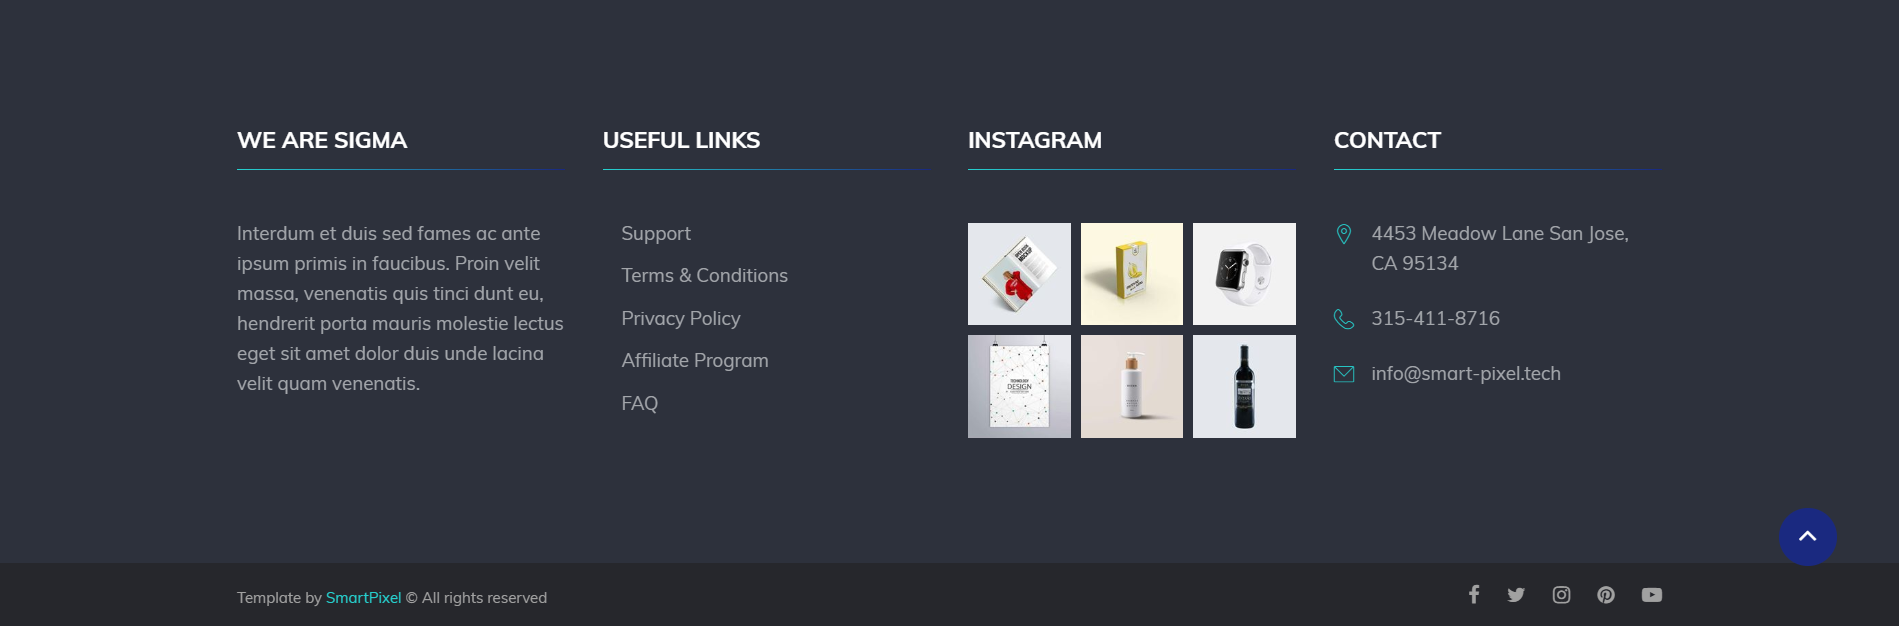 WE ARE SIGMA
Interdum et duis sed fames ac ante
ipsum primis in faucibus. Proin velit
massa, venenatis quis tinci dunt eu,
hendrerit porta mauris molestie lectus
eget sit amet dolor duis unde lacina
velit quam venenatis.
USEFUL LINKS
Support
Terms & Conditions
Privacy Policy
Affiliate Program
FAQ
INSTAGRAM
MOCKUP
TECHNOLOGY
DESIGN
CONTACT
4453 Meadow Lane San Jose,
CA 95134
315-411-8716
info@smart-pixel.tech
Template by SmartPixel © All rights reserved